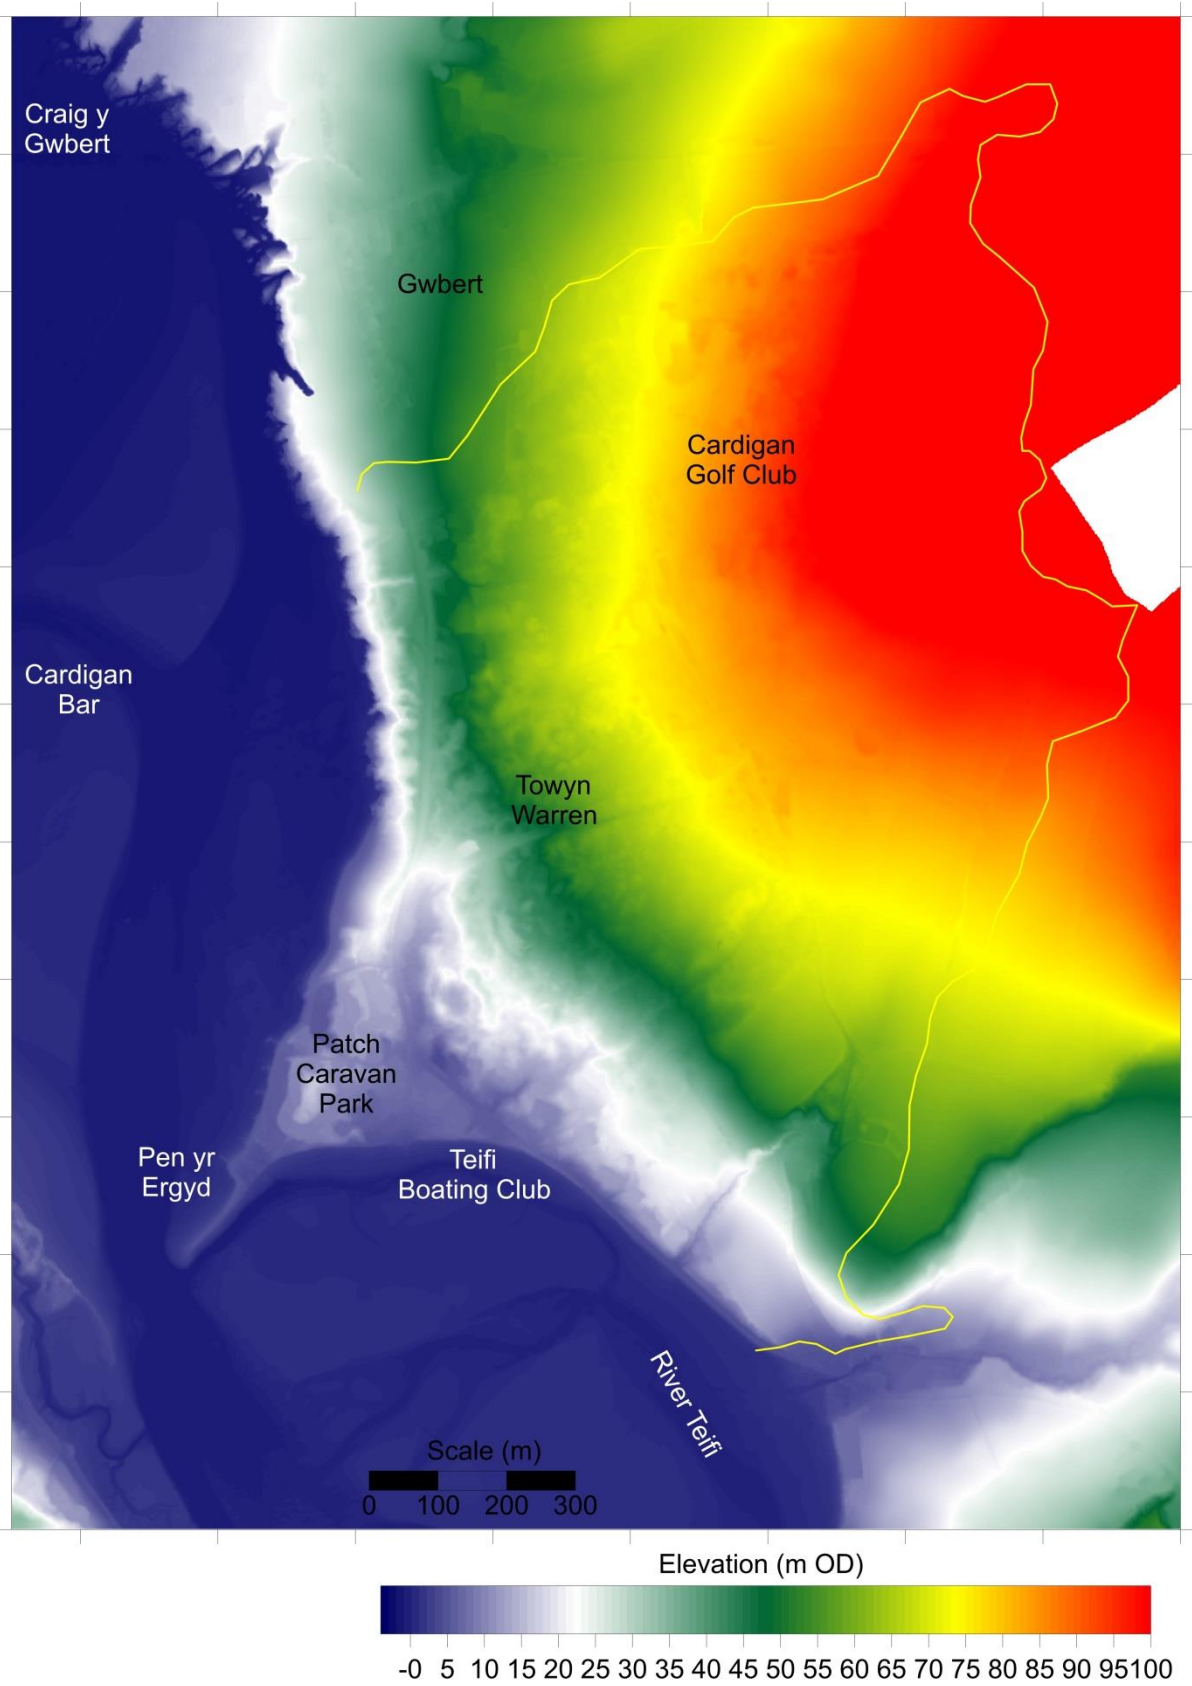 Craig y
Gwbert
Gwbert
Cardigan
Golf Club
Cardigan
Bar
Towyn
Warren
Patch
Caravan
Park
Pen yr
Ergyd
Teifi
Boating Club
River Teifi
Scale (m)
0 100 200 300
Elevation (m OD)
-0 5 10 15 20 25 30 35 40 45 50 55 60 65 70 75 80 85 90 95 100